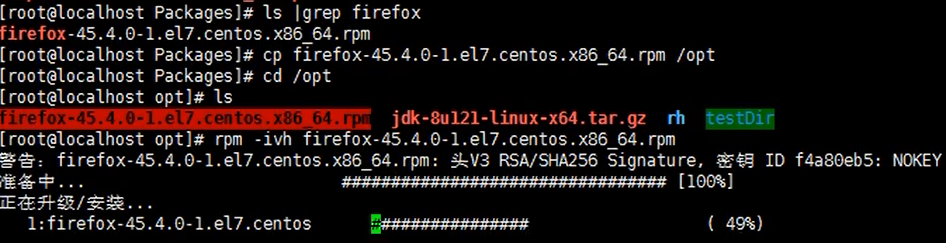 [root@localhost Packages]# ls |grep firefox
firefox-45.4.0-1.el7.centos.x86_64.rpm
[root@localhost Packages]# cp firefox-45.4.0-1.el7.centos.x86_64.rpm /opt
[root@localhost Packages]# cd /opt
[root@localhost opt]# ls
firefox-45.4.0-1.el7.centos.x86_64.rpm jdk-8u121-linux-x64.tar.gz rh testDir
[root@localhost opt]# rpm -ivh firefox-45.4.0-1.el7.centos.x86_64.rpm
警告：firefox-45.4.0-1.el7.centos.x86_64.rpm: 头V3 RSA/SHA256 Signature, 密钥 ID f4a80eb5: NOKEY
准备中... ################################# [100%]
正在升级/安装...
1:firefox-45.4.0-1.el7.centos ################ ( 49%)